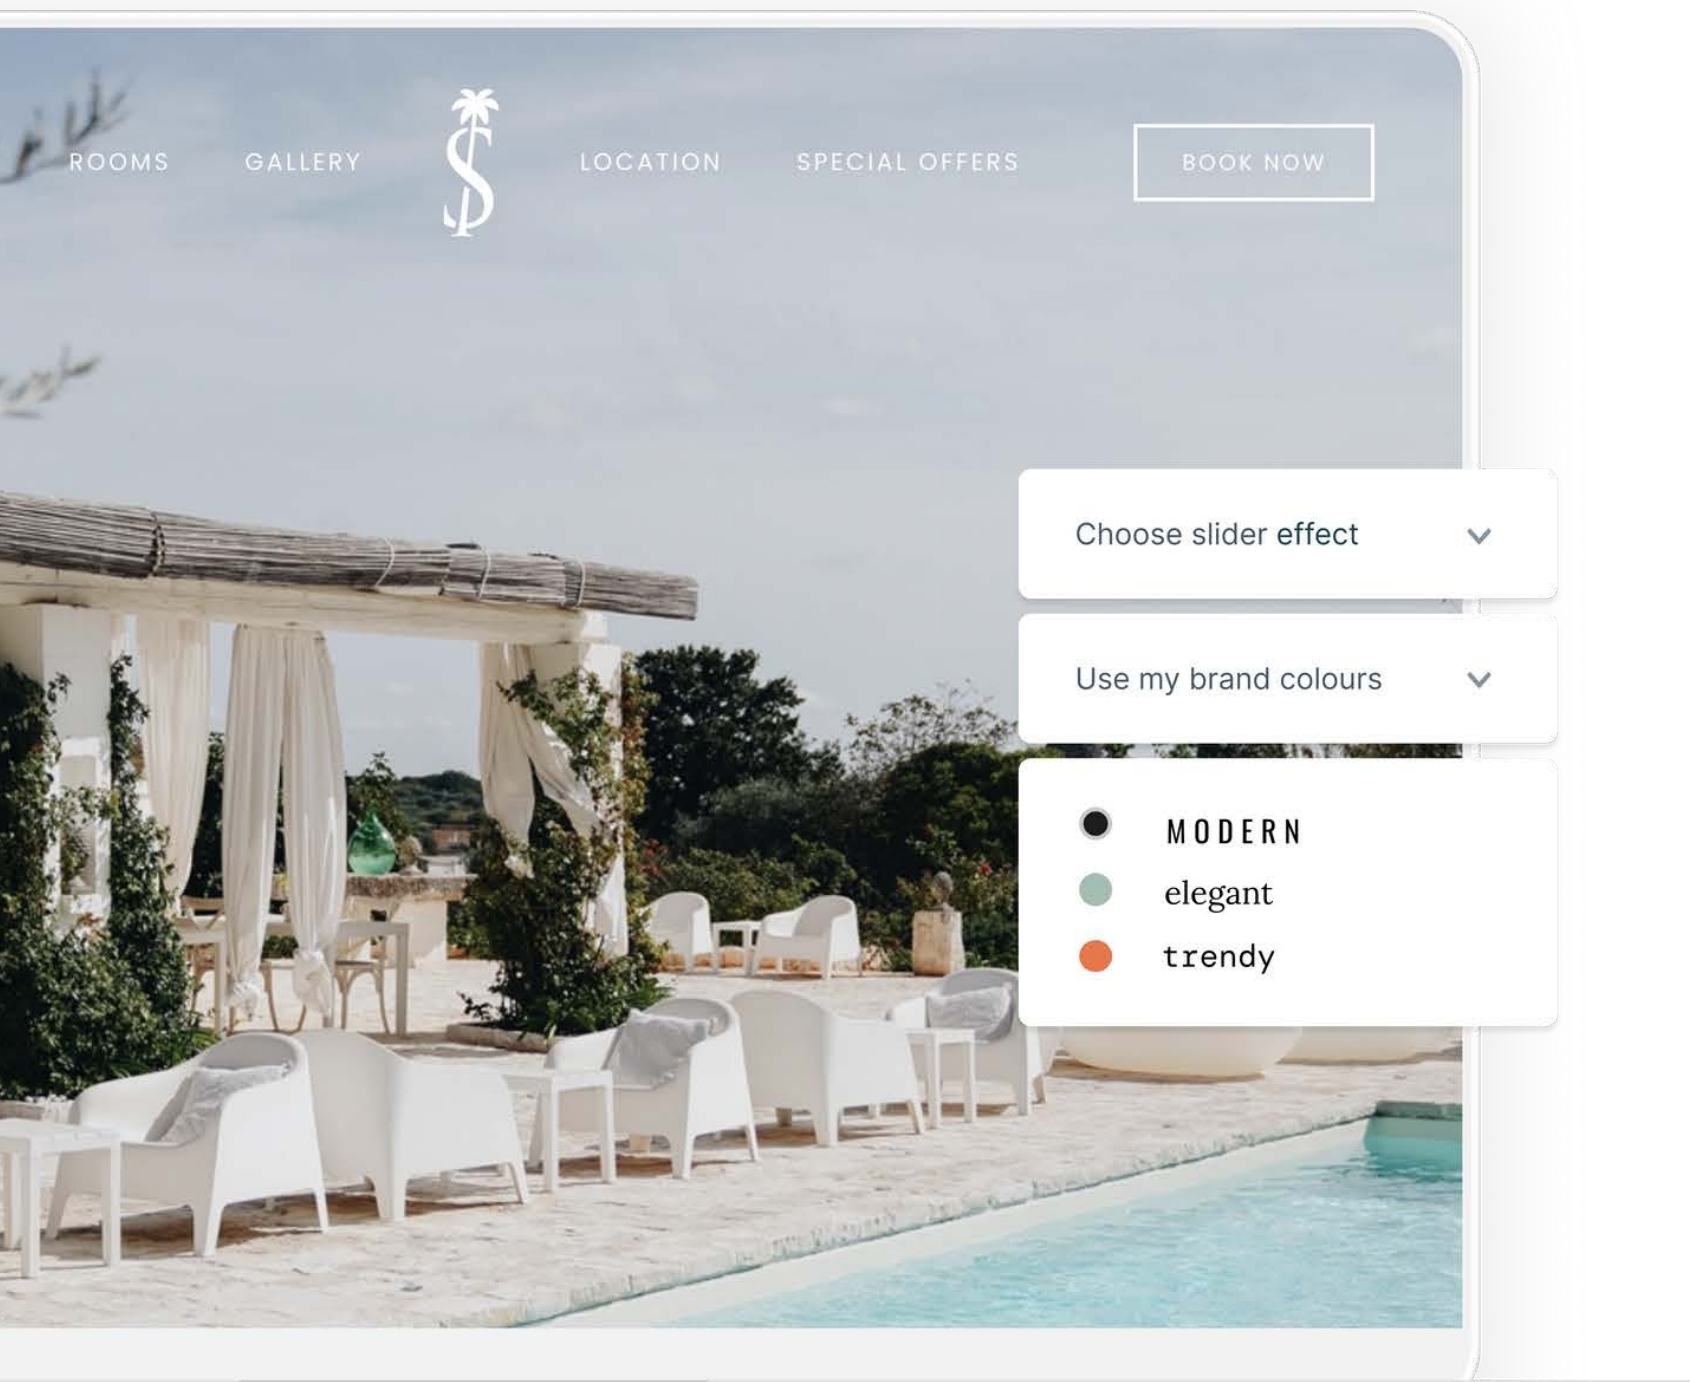 ROOMS GALLERY LOCATION SPECIAL OFFERS BOOK NOW
Choose slider effect
Use my brand colours
MODERN
elegant
trendy